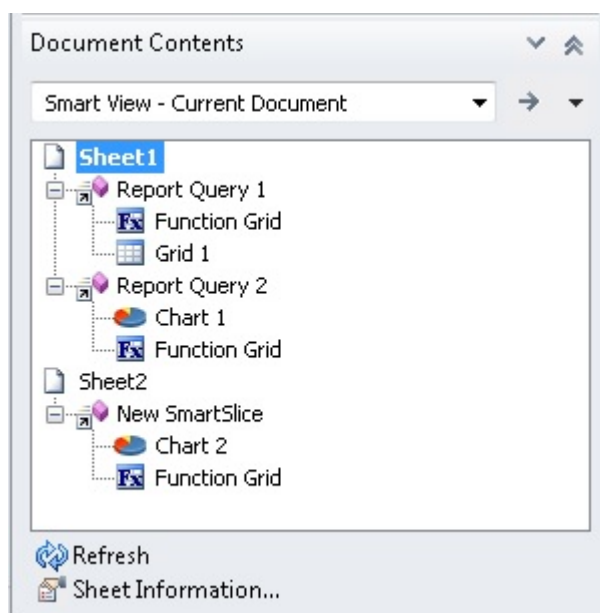 Document Contents
Smart View - Current Document
Sheet1
Report Query 1
Fx Function Grid
Grid 1
Report Query 2
Chart 1
Fx Function Grid
Sheet2
New SmartSlice
Chart 2
Fx Function Grid
Refresh
Sheet Information...